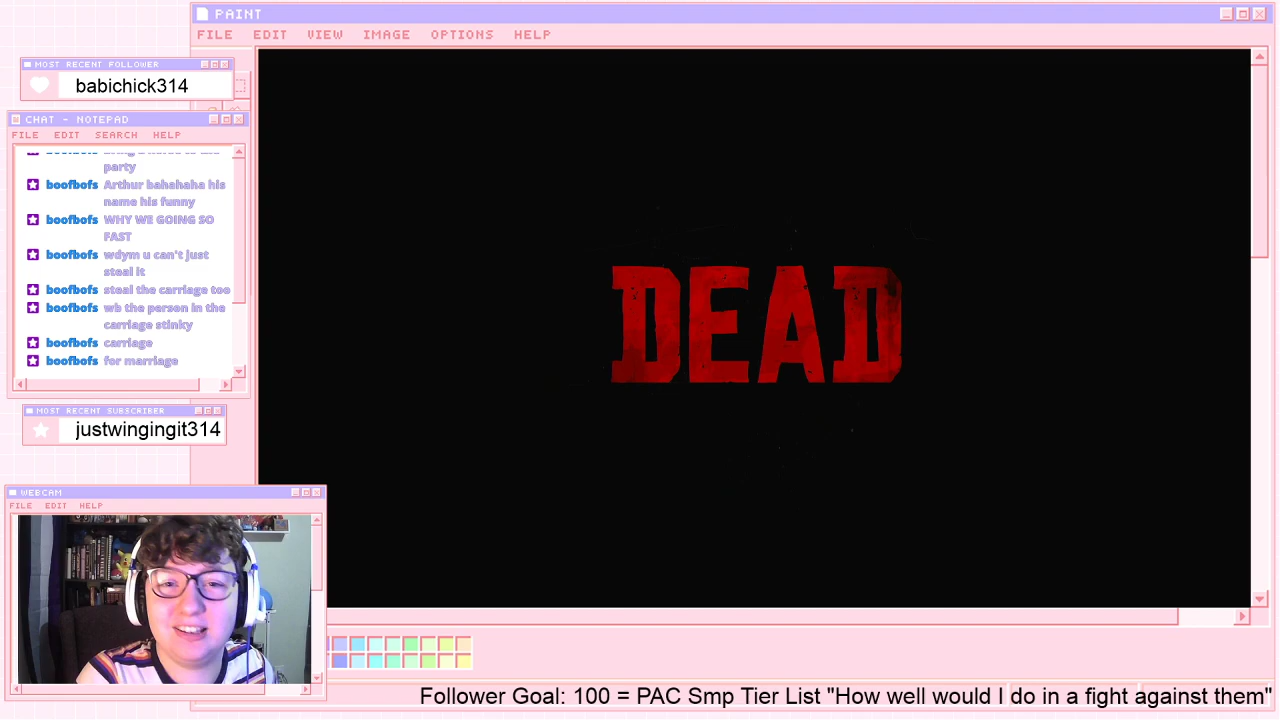 PAINT
FILE EDIT VIEW IMAGE OPTIONS HELP
MOST RECENT FOLLOWER
babichick314
CHAT - NOTEPAD
FILE EDIT SEARCH HELP
party
boofbofs Arthur bahahaha his
name his funny
boofbofs WHY WE GOING SO
FAST
boofbofs wdym u can't just
steal it
boofbofs steal the carriage too
boofbofs wb the person in the
carriage stinky
boofbofs carriage
boofbofs for marriage
MOST RECENT SUBSCRIBER
justwingingit314
WEBCAM
FILE EDIT HELP
DEAD
Follower Goal: 100 = PAC Smp Tier List "How well would I do in a fight against them"